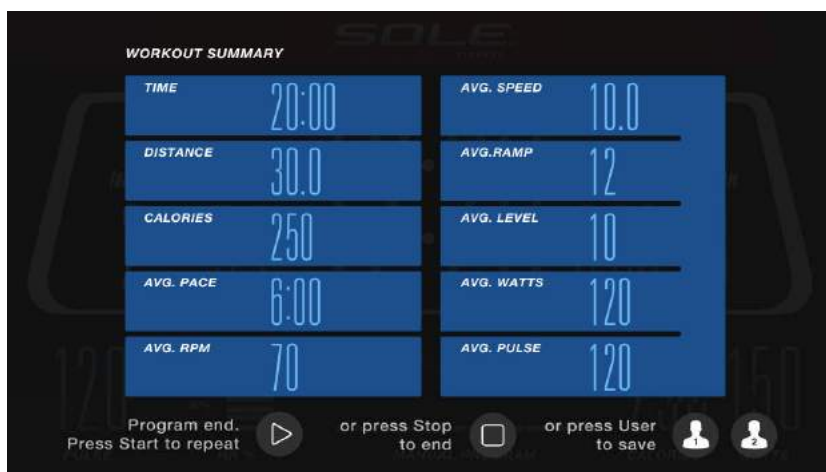 SOLE
WORKOUT SUMMARY
TIME 20:00
AVG. SPEED 10.0
DISTANCE 30.0
AVG.RAMP 12
CALORIES 250
AVG. LEVEL 10
AVG. PACE 6:00
AVG. WATTS 120
AVG. RPM 70
AVG. PULSE 120
Program end.
Press Start to repeat
or press Stop
to end
or press User
to save
1
2